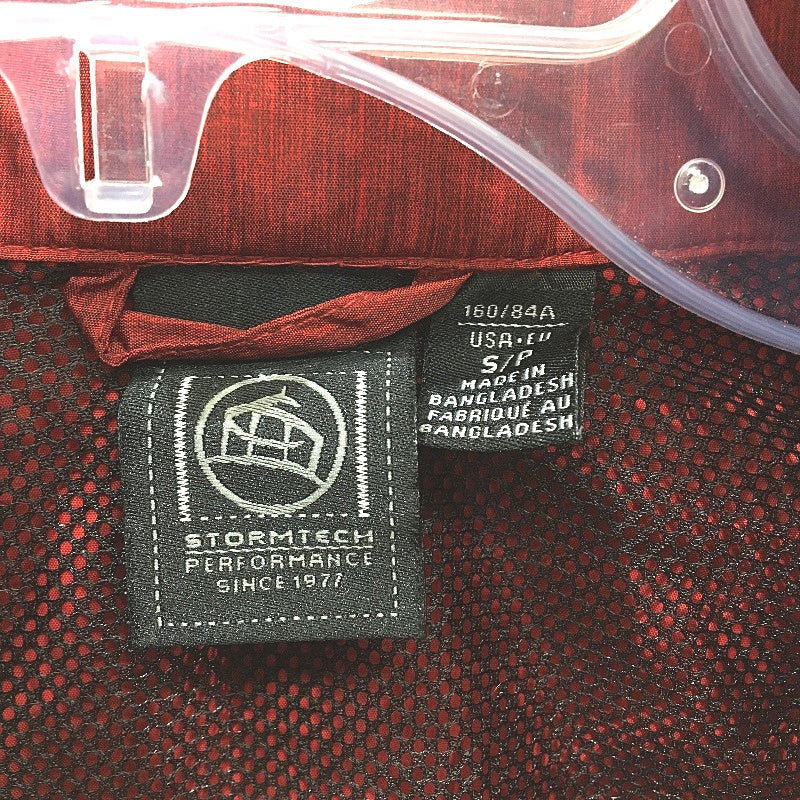 160/84A
USA·EU
S/P
MADE IN
BANGLADESH
FABRIQUÉ AU
BANGLADESH
STORMTECH
PERFORMANCE
SINCE 1977